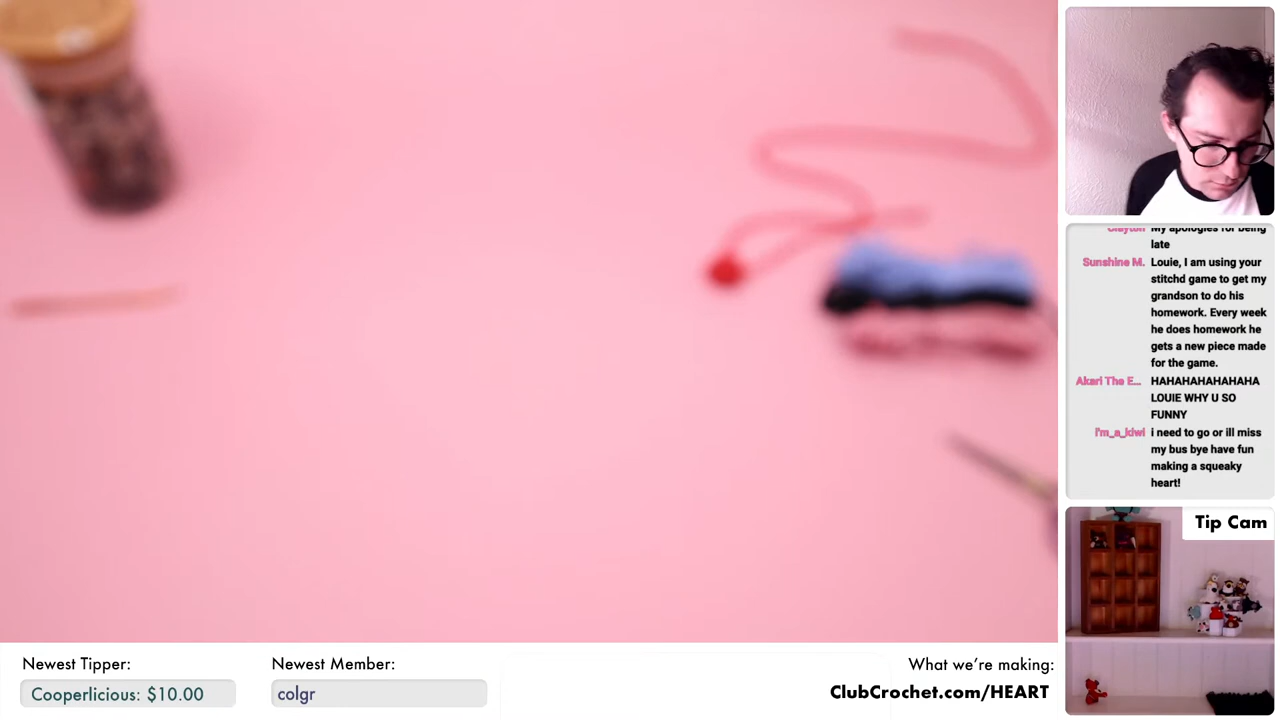 Clayton My apologies for being
late
Sunshine M. Louie, I am using your
stitchd game to get my
grandson to do his
homework. Every week
he does homework he
gets a new piece made
for the game.
Akari The E... HAHAHAHAHAHAHA
LOUIE WHY U SO
FUNNY
i'm_a_kiwi i need to go or ill miss
my bus bye have fun
making a squeaky
heart!
Tip Cam
Newest Tipper:
Cooperlicious: $10.00
Newest Member:
colgr
What we're making:
ClubCrochet.com/HEART